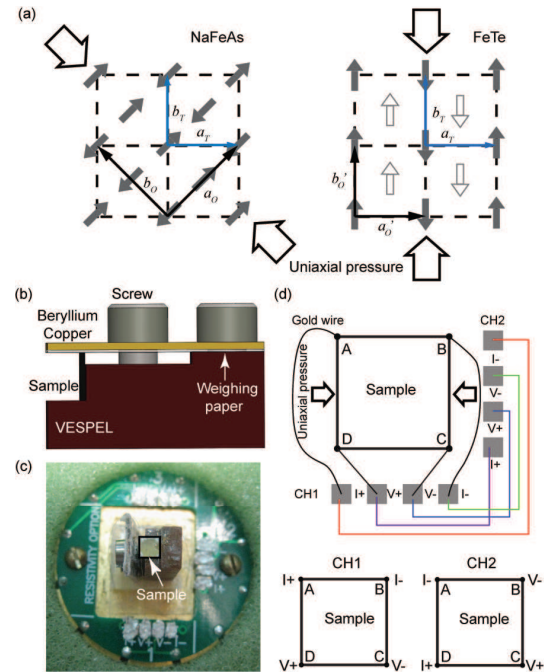 (a)
NaFeAs
FeTe
b_T
a_T
b_O
a_O
b_T
a_T
b_O'
a_O'
Uniaxial pressure
(b)
Screw
Beryllium
Copper
Sample
Weighing
paper
VESPEL
(c)
RESISTIVITY OPTION
Sample
(d)
Gold wire
CH2
A
B
I-
Uniaxial pressure
Sample
V-
V+
D
C
I+
CH1
I+
V+
V-
I-
CH1
CH2
I+
I-
I-
V-
A
B
A
B
Sample
Sample
D
C
D
C
V+
V-
I+
V+